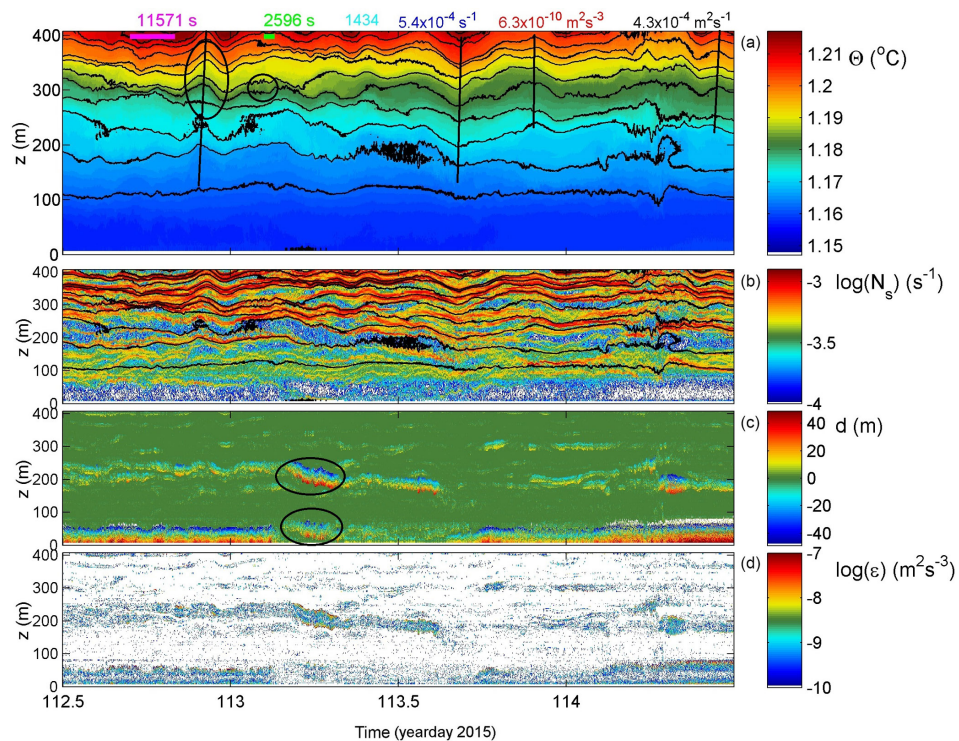 11571 s 2596 s 1434 5.4x10⁻⁴ s⁻¹ 6.3x10⁻¹⁰ m²s⁻³ 4.3x10⁻⁴ m²s⁻¹
400
300
200
100
0
z (m)
(a)
1.21
1.2
1.19
1.18
1.17
1.16
1.15
Θ (°C)
400
300
200
100
0
z (m)
(b)
-3
-3.5
-4
log(Nₛ) (s⁻¹)
400
300
200
100
0
z (m)
(c)
40
20
0
-20
-40
d (m)
400
300
200
100
0
z (m)
(d)
-7
-8
-9
-10
log(ε) (m²s⁻³)
112.5 113 113.5 114
Time (yearday 2015)